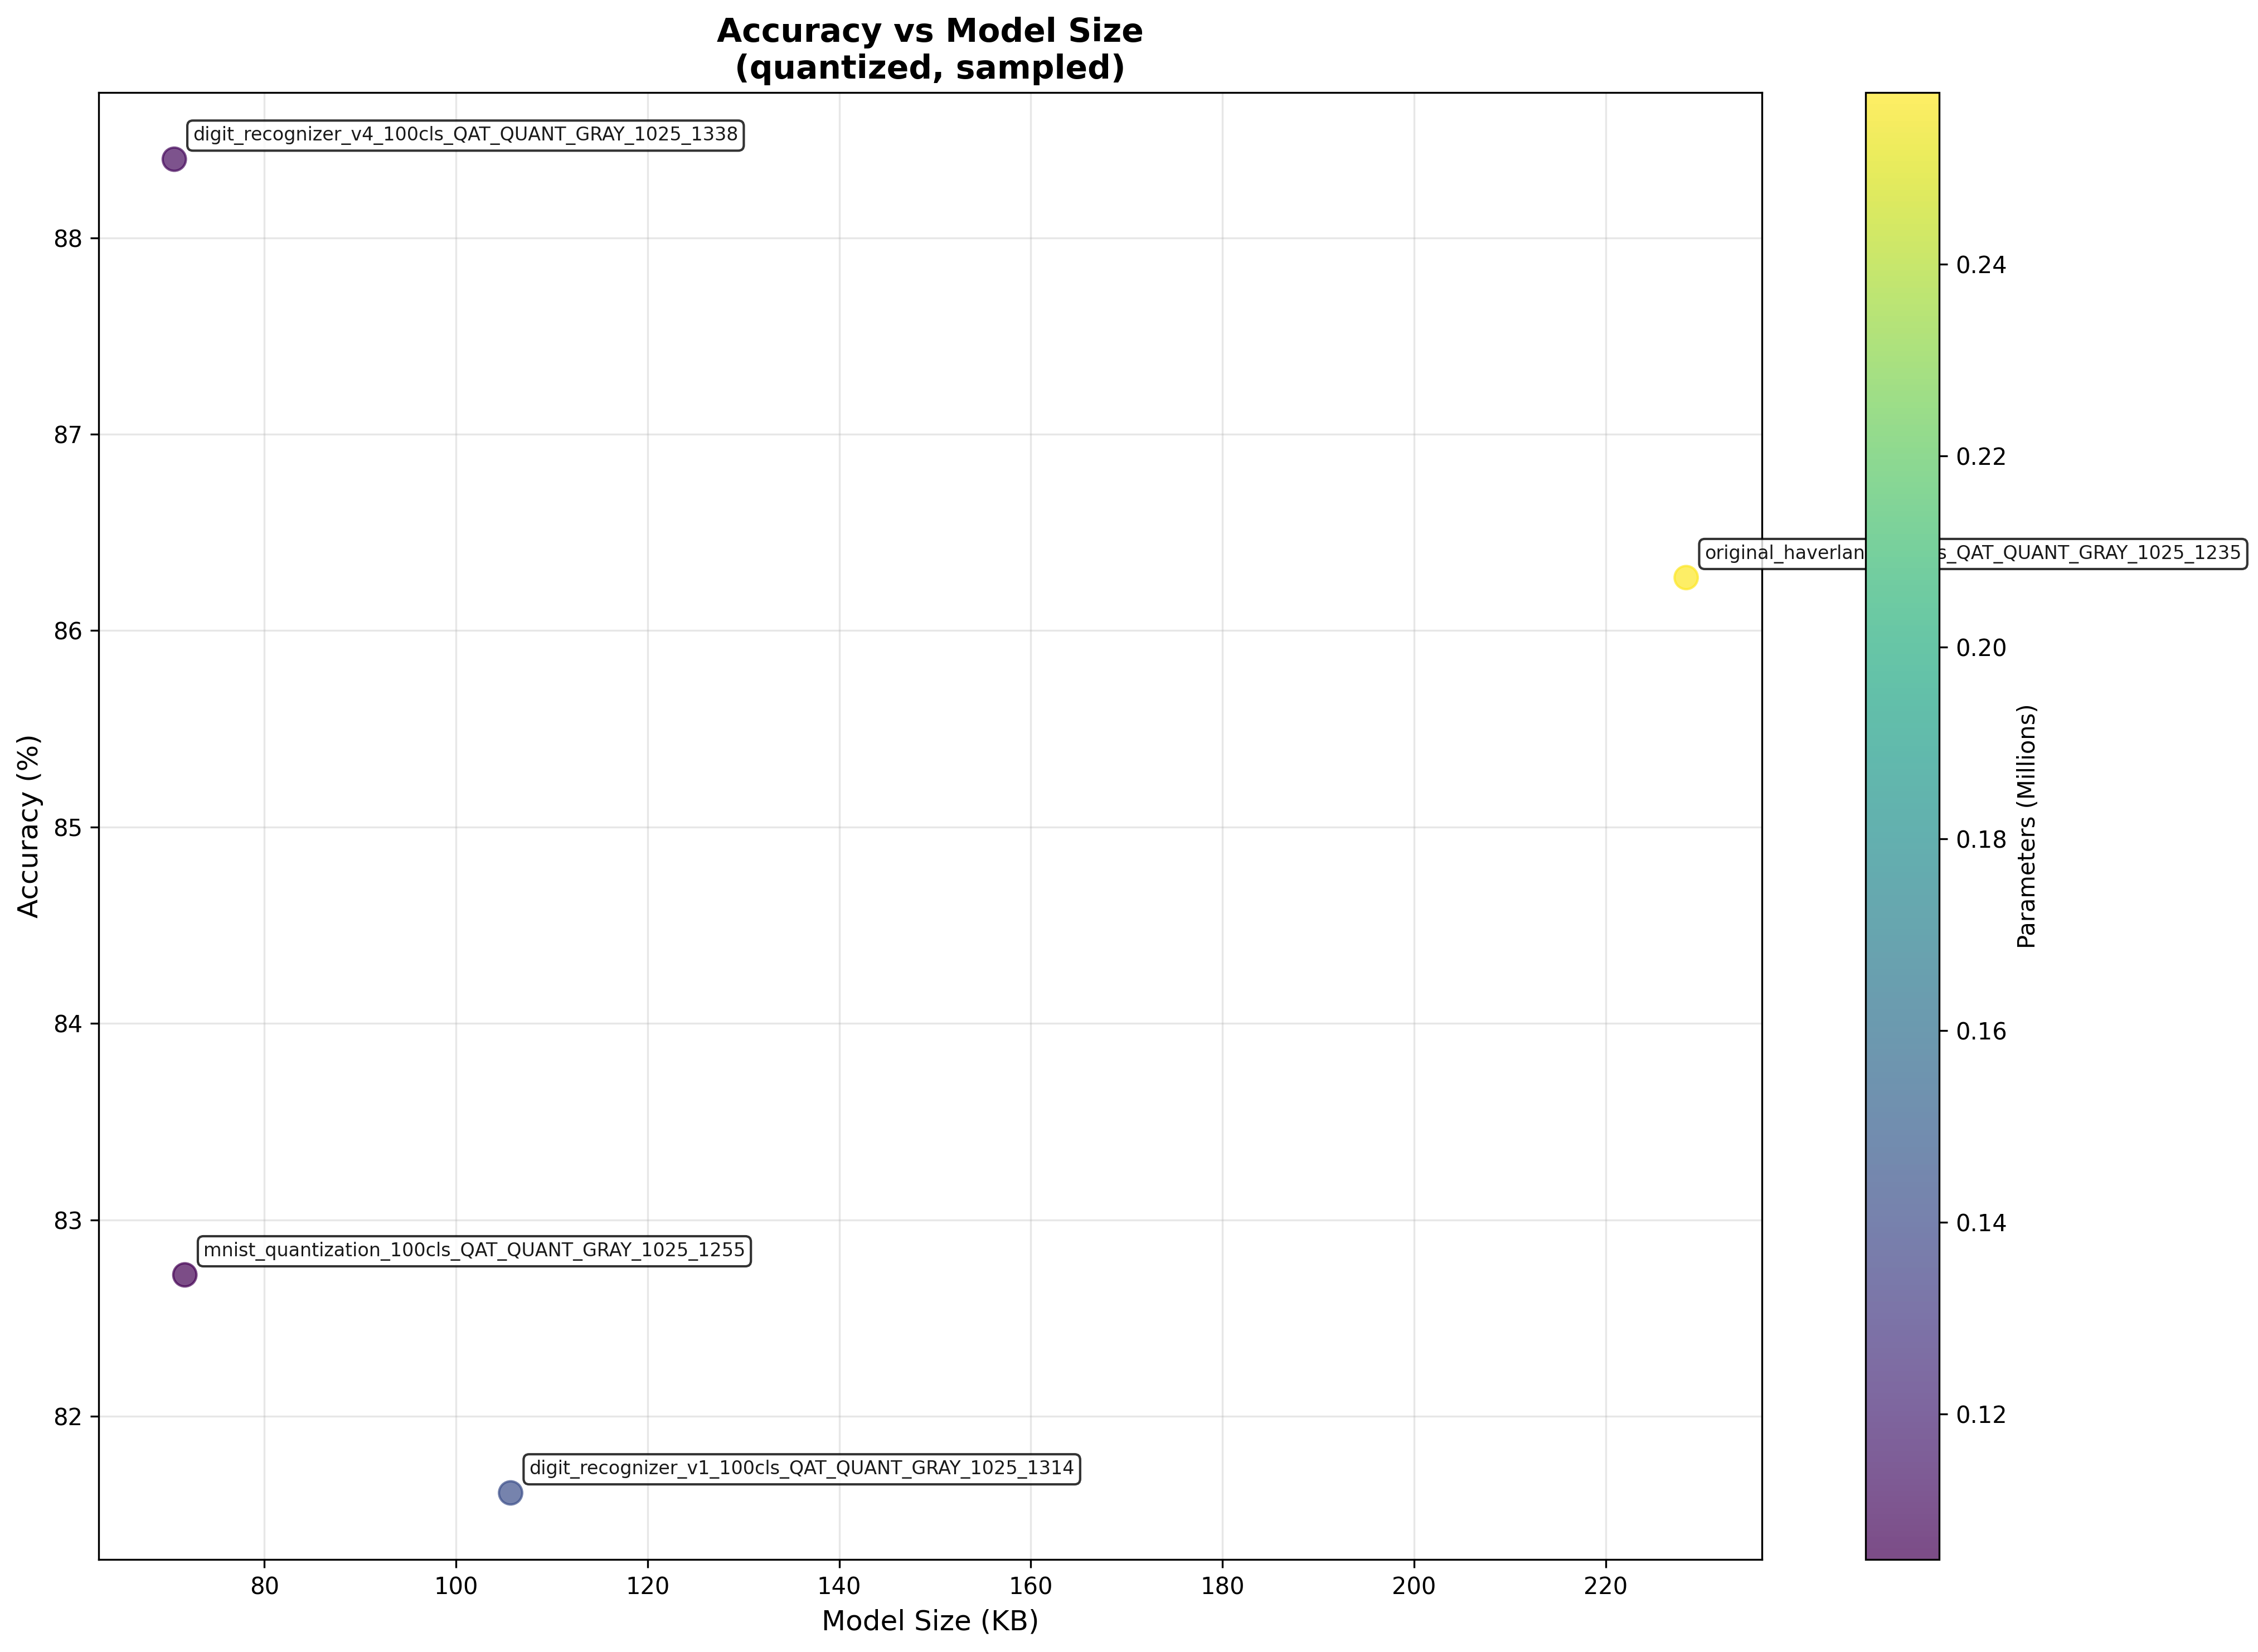 Accuracy vs Model Size
(quantized, sampled)
digit_recognizer_v4_100cls_QAT_QUANT_GRAY_1025_1338
original_haverlan
s_QAT_QUANT_GRAY_1025_1235
mnist_quantization_100cls_QAT_QUANT_GRAY_1025_1255
digit_recognizer_v1_100cls_QAT_QUANT_GRAY_1025_1314
Accuracy (%)
88
87
86
85
84
83
82
80
100
120
140
160
180
200
220
Model Size (KB)
0.24
0.22
0.20
0.18
0.16
0.14
0.12
Parameters (Millions)